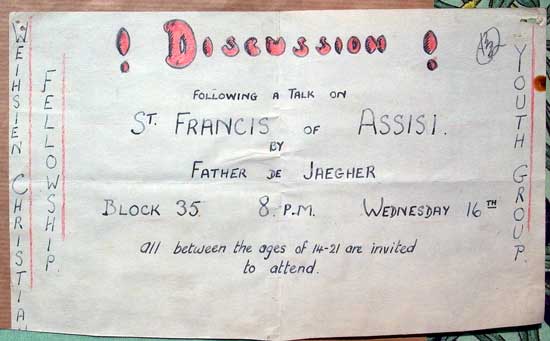 ! DISCUSSION !
FOLLOWING A TALK ON
ST. FRANCIS OF ASSISI.
BY
FATHER DE JAEGHER
BLOCK 35 8. P.M. WEDNESDAY 16TH
All between the ages of 14-21 are invited
to attend.
WEIHSIEN CHRISTIAN
FELLOWSHIP.
YOUTH GROUP.